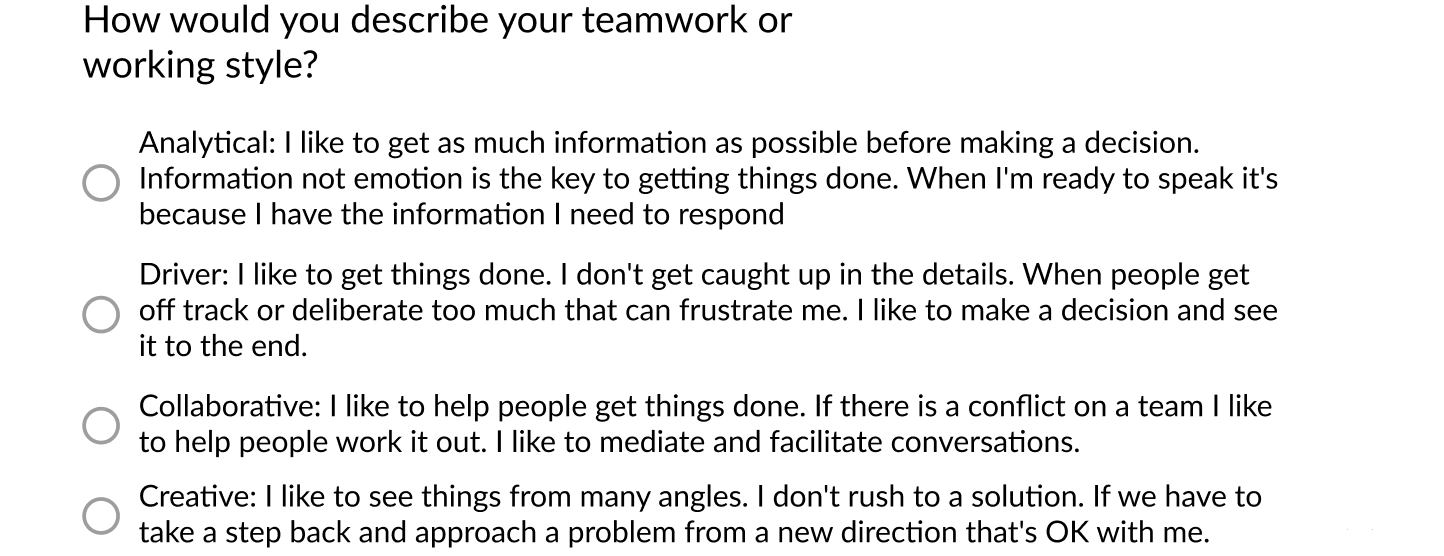 How would you describe your teamwork or
working style?
Analytical: I like to get as much information as possible before making a decision.
Information not emotion is the key to getting things done. When I'm ready to speak it's
because I have the information I need to respond
Driver: I like to get things done. I don't get caught up in the details. When people get
off track or deliberate too much that can frustrate me. I like to make a decision and see
it to the end.
Collaborative: I like to help people get things done. If there is a conflict on a team I like
to help people work it out. I like to mediate and facilitate conversations.
Creative: I like to see things from many angles. I don't rush to a solution. If we have to
take a step back and approach a problem from a new direction that's OK with me.